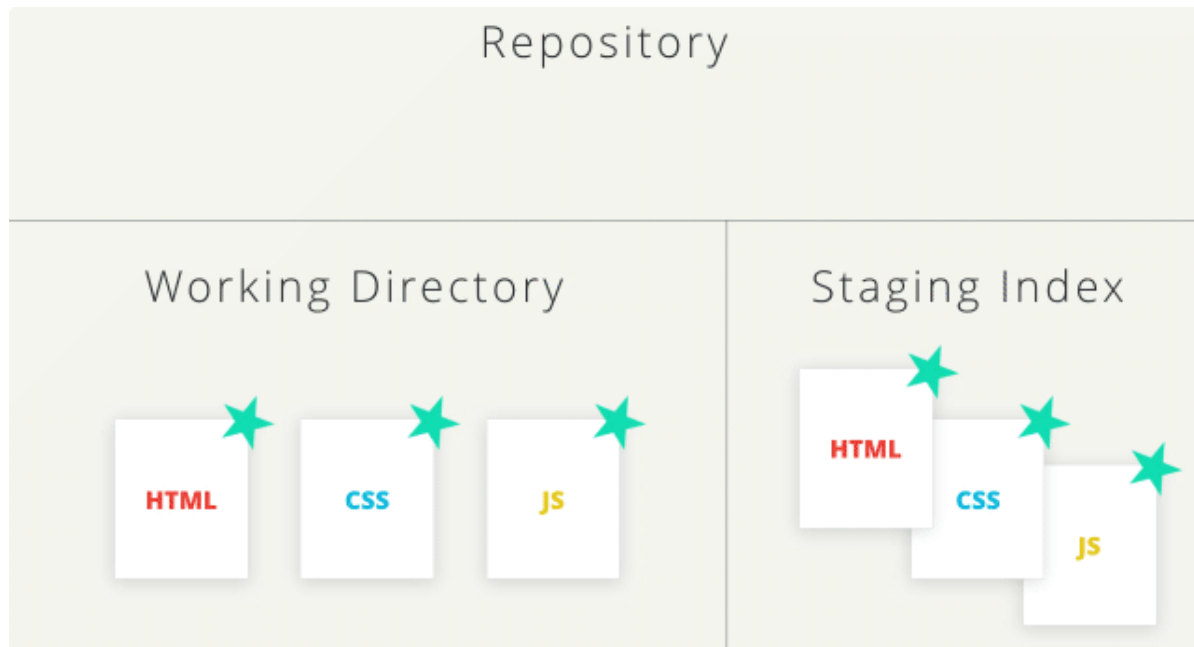 Repository
Working Directory
HTML
CSS
JS
Staging Index
HTML
CSS
JS